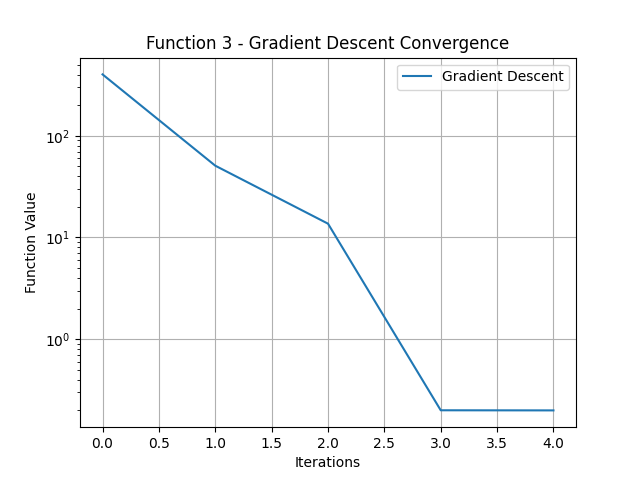 Function 3 - Gradient Descent Convergence
Gradient Descent
Function Value
10²
10¹
10⁰
0.0 0.5 1.0 1.5 2.0 2.5 3.0 3.5 4.0
Iterations